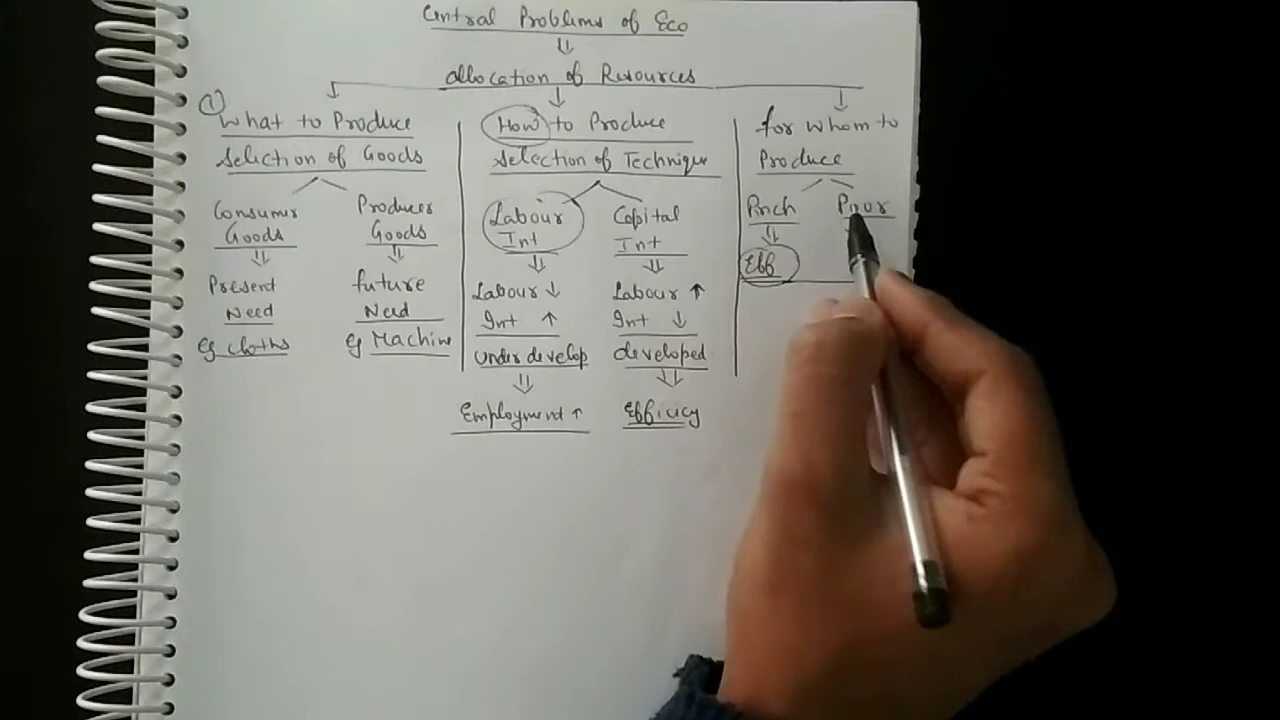 Central Problems of Eco
⇓
allocation of Resources
① What to Produce
Selection of Goods
Consumer
Goods
⇓
Present
Need
Eg Cloths
Producer
Goods
⇓
future
Need
Eg Machine
How to Produce
Selection of Technique
Labour
Int
⇓
Labour ↓
Int ↑
Under develop
⇓
Employment ↑
Capital
Int
⇓
Labour ↑
Int ↓
developed
⇓
for whom to
Produce
Rich
⇓
Eff
Poor